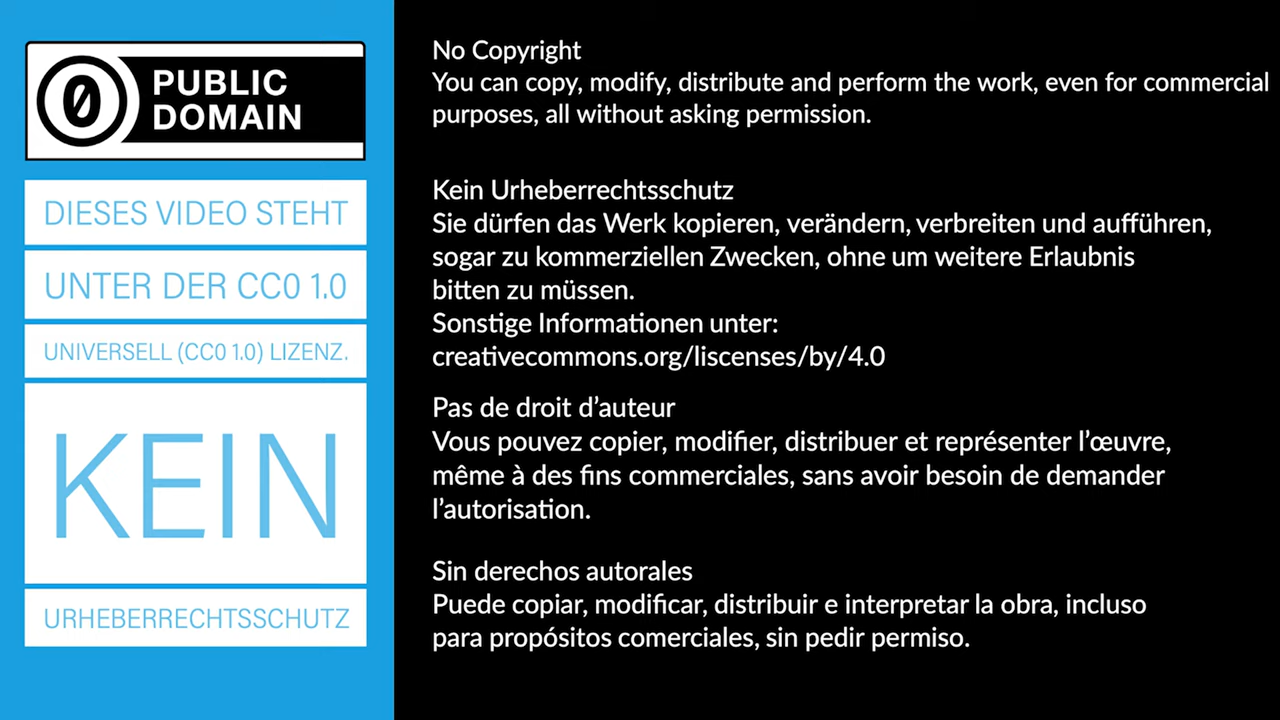 0 PUBLIC
DOMAIN
DIESES VIDEO STEHT
UNTER DER CC0 1.0
UNIVERSELL (CC0 1.0) LIZENZ.
KEIN
URHEBERRECHTSSCHUTZ
No Copyright
You can copy, modify, distribute and perform the work, even for commercial
purposes, all without asking permission.
Kein Urheberrechtsschutz
Sie dürfen das Werk kopieren, verändern, verbreiten und aufführen,
sogar zu kommerziellen Zwecken, ohne um weitere Erlaubnis
bitten zu müssen.
Sonstige Informationen unter:
creativecommons.org/liscenses/by/4.0
Pas de droit d’auteur
Vous pouvez copier, modifier, distribuer et représenter l’œuvre,
même à des fins commerciales, sans avoir besoin de demander
l’autorisation.
Sin derechos autorales
Puede copiar, modificar, distribuir e interpretar la obra, incluso
para propósitos comerciales, sin pedir permiso.